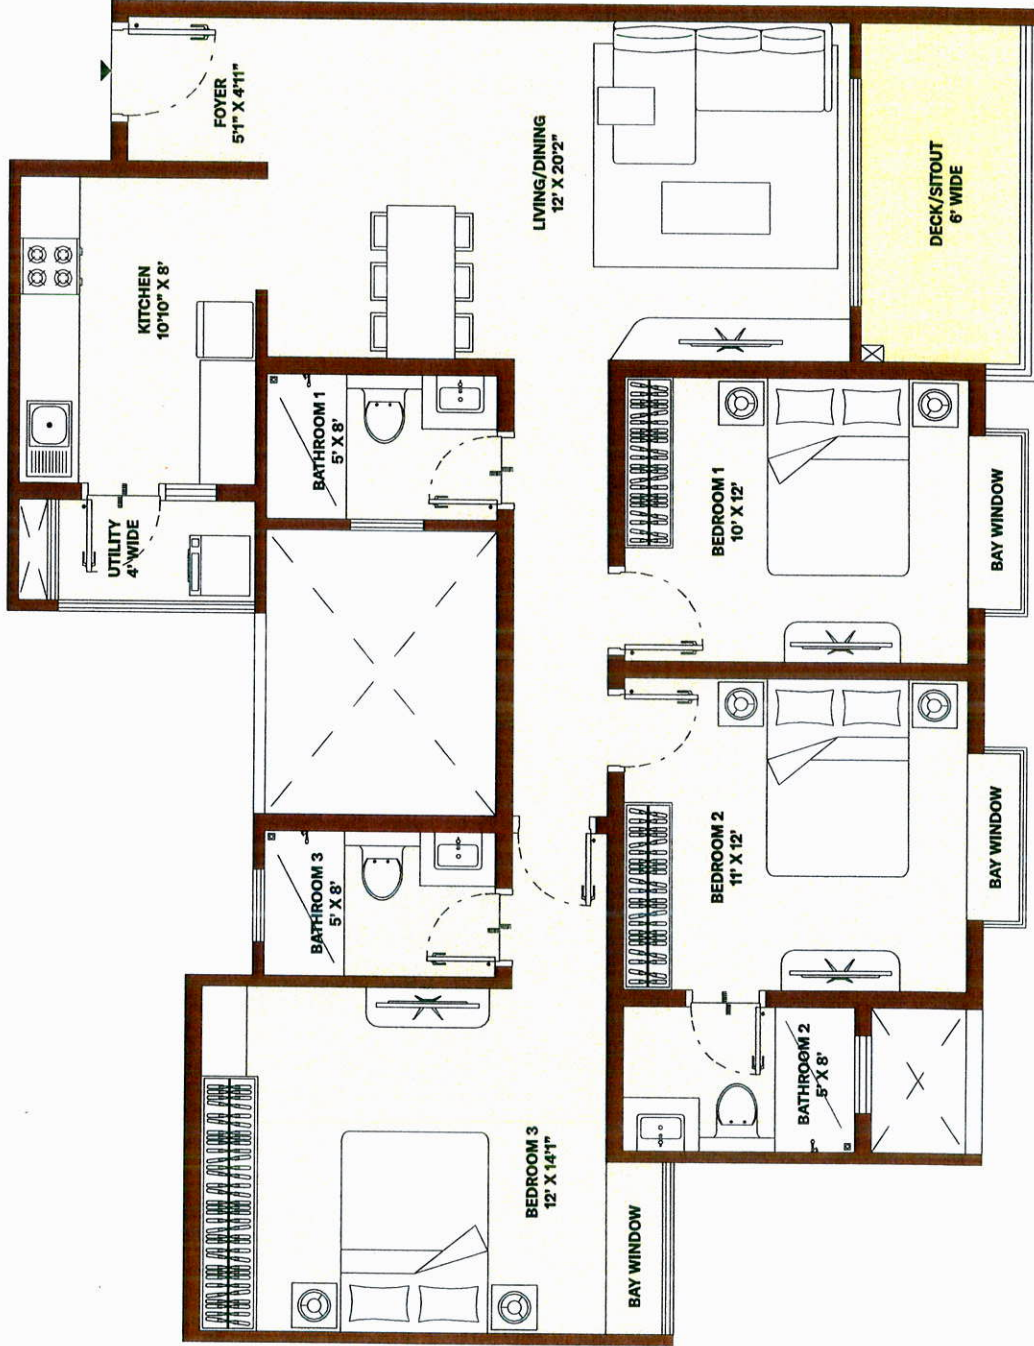 FOYER
5'1" X 4'11"
KITCHEN
10'10" X 8'
LIVING/DINING
12' X 20'2"
DECK/SITOUT
6' WIDE
UTILITY
4' WIDE
BATHROOM 1
5' X 8'
BEDROOM 1
10' X 12'
BAY WINDOW
BEDROOM 2
11' X 12'
BAY WINDOW
BATHROOM 3
5' X 8'
BATHROOM 2
5' X 8'
BEDROOM 3
12' X 14'1"
BAY WINDOW